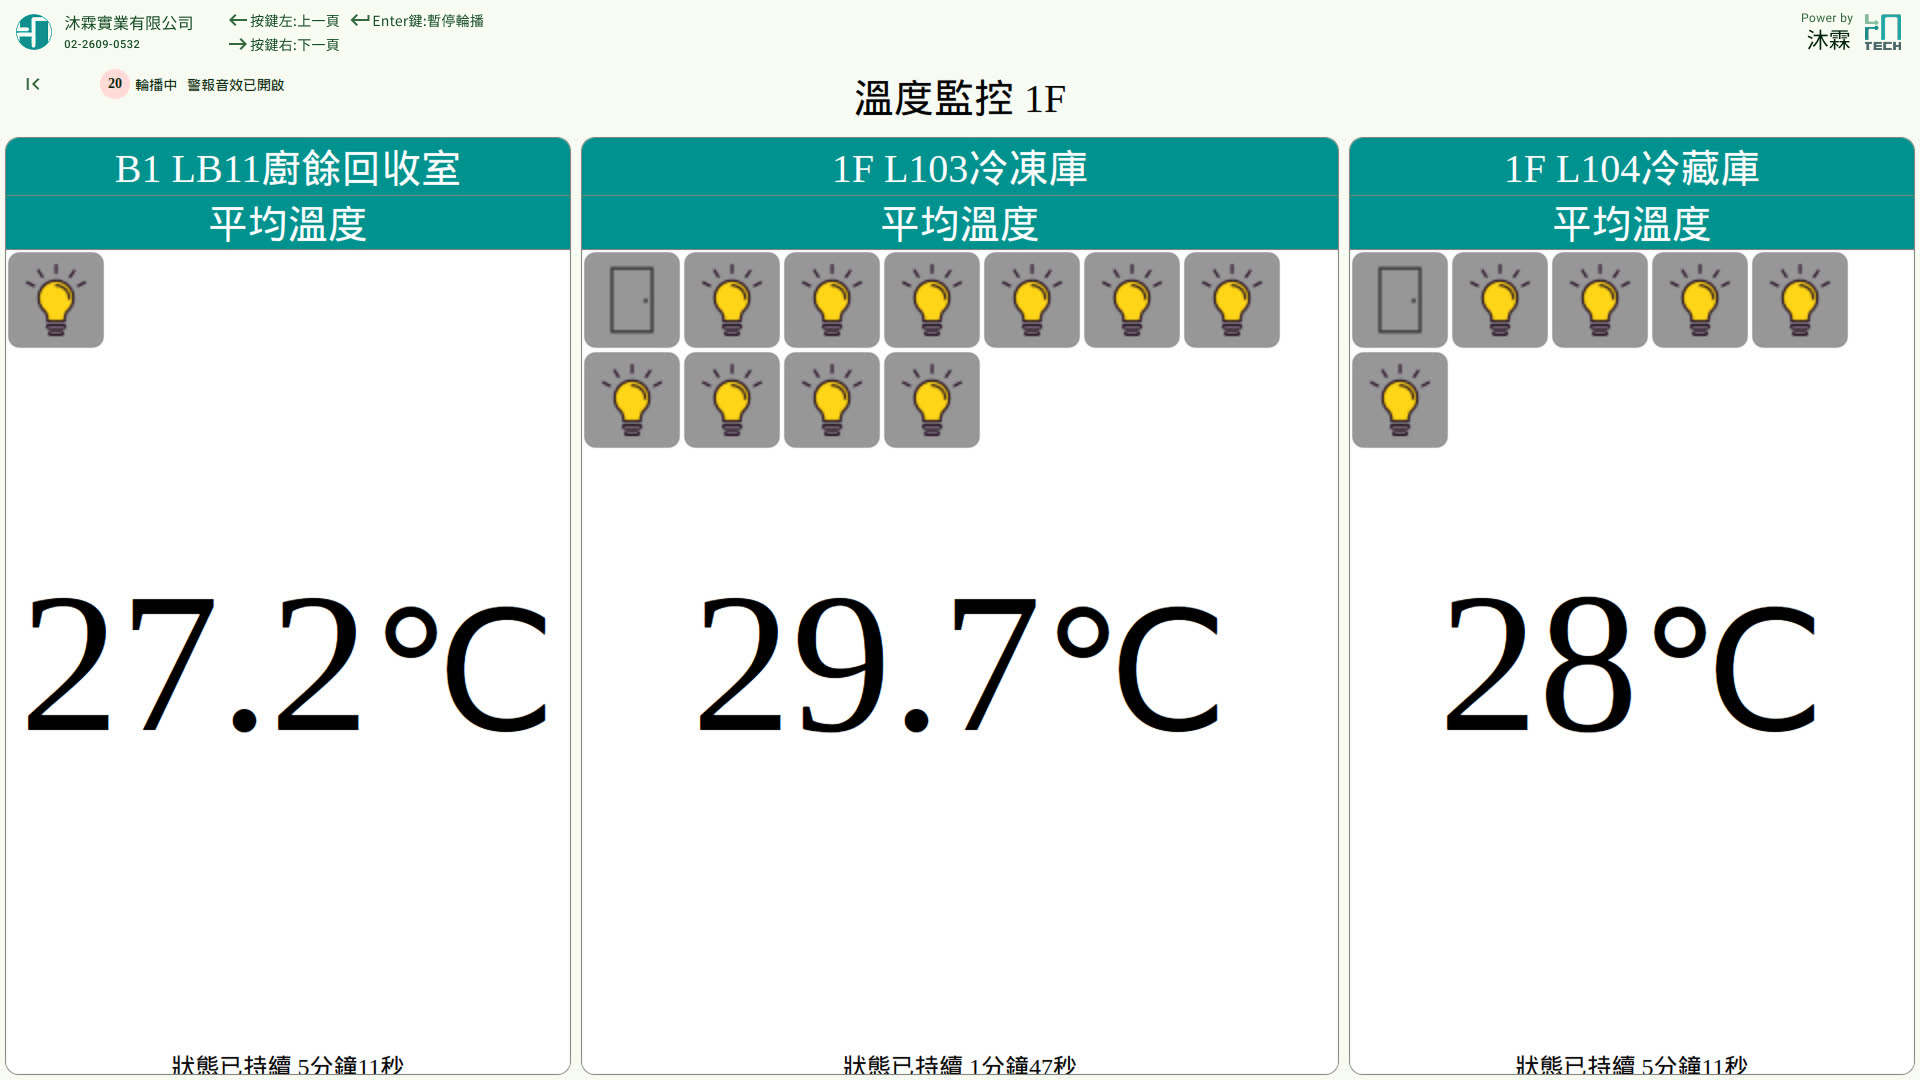 沐霖實業有限公司
02-2609-0532
按鍵左:上一頁 Enter鍵:暫停輪播
按鍵右:下一頁
Power by
沐霖
TECH
20 輪播中 警報音效已開啟
溫度監控 1F
B1 LB11廚餘回收室
平均溫度
27.2°C
狀態已持續 5分鐘11秒
1F L103冷凍庫
平均溫度
29.7°C
狀態已持續 1分鐘47秒
1F L104冷藏庫
平均溫度
28°C
狀態已持續 5分鐘11秒